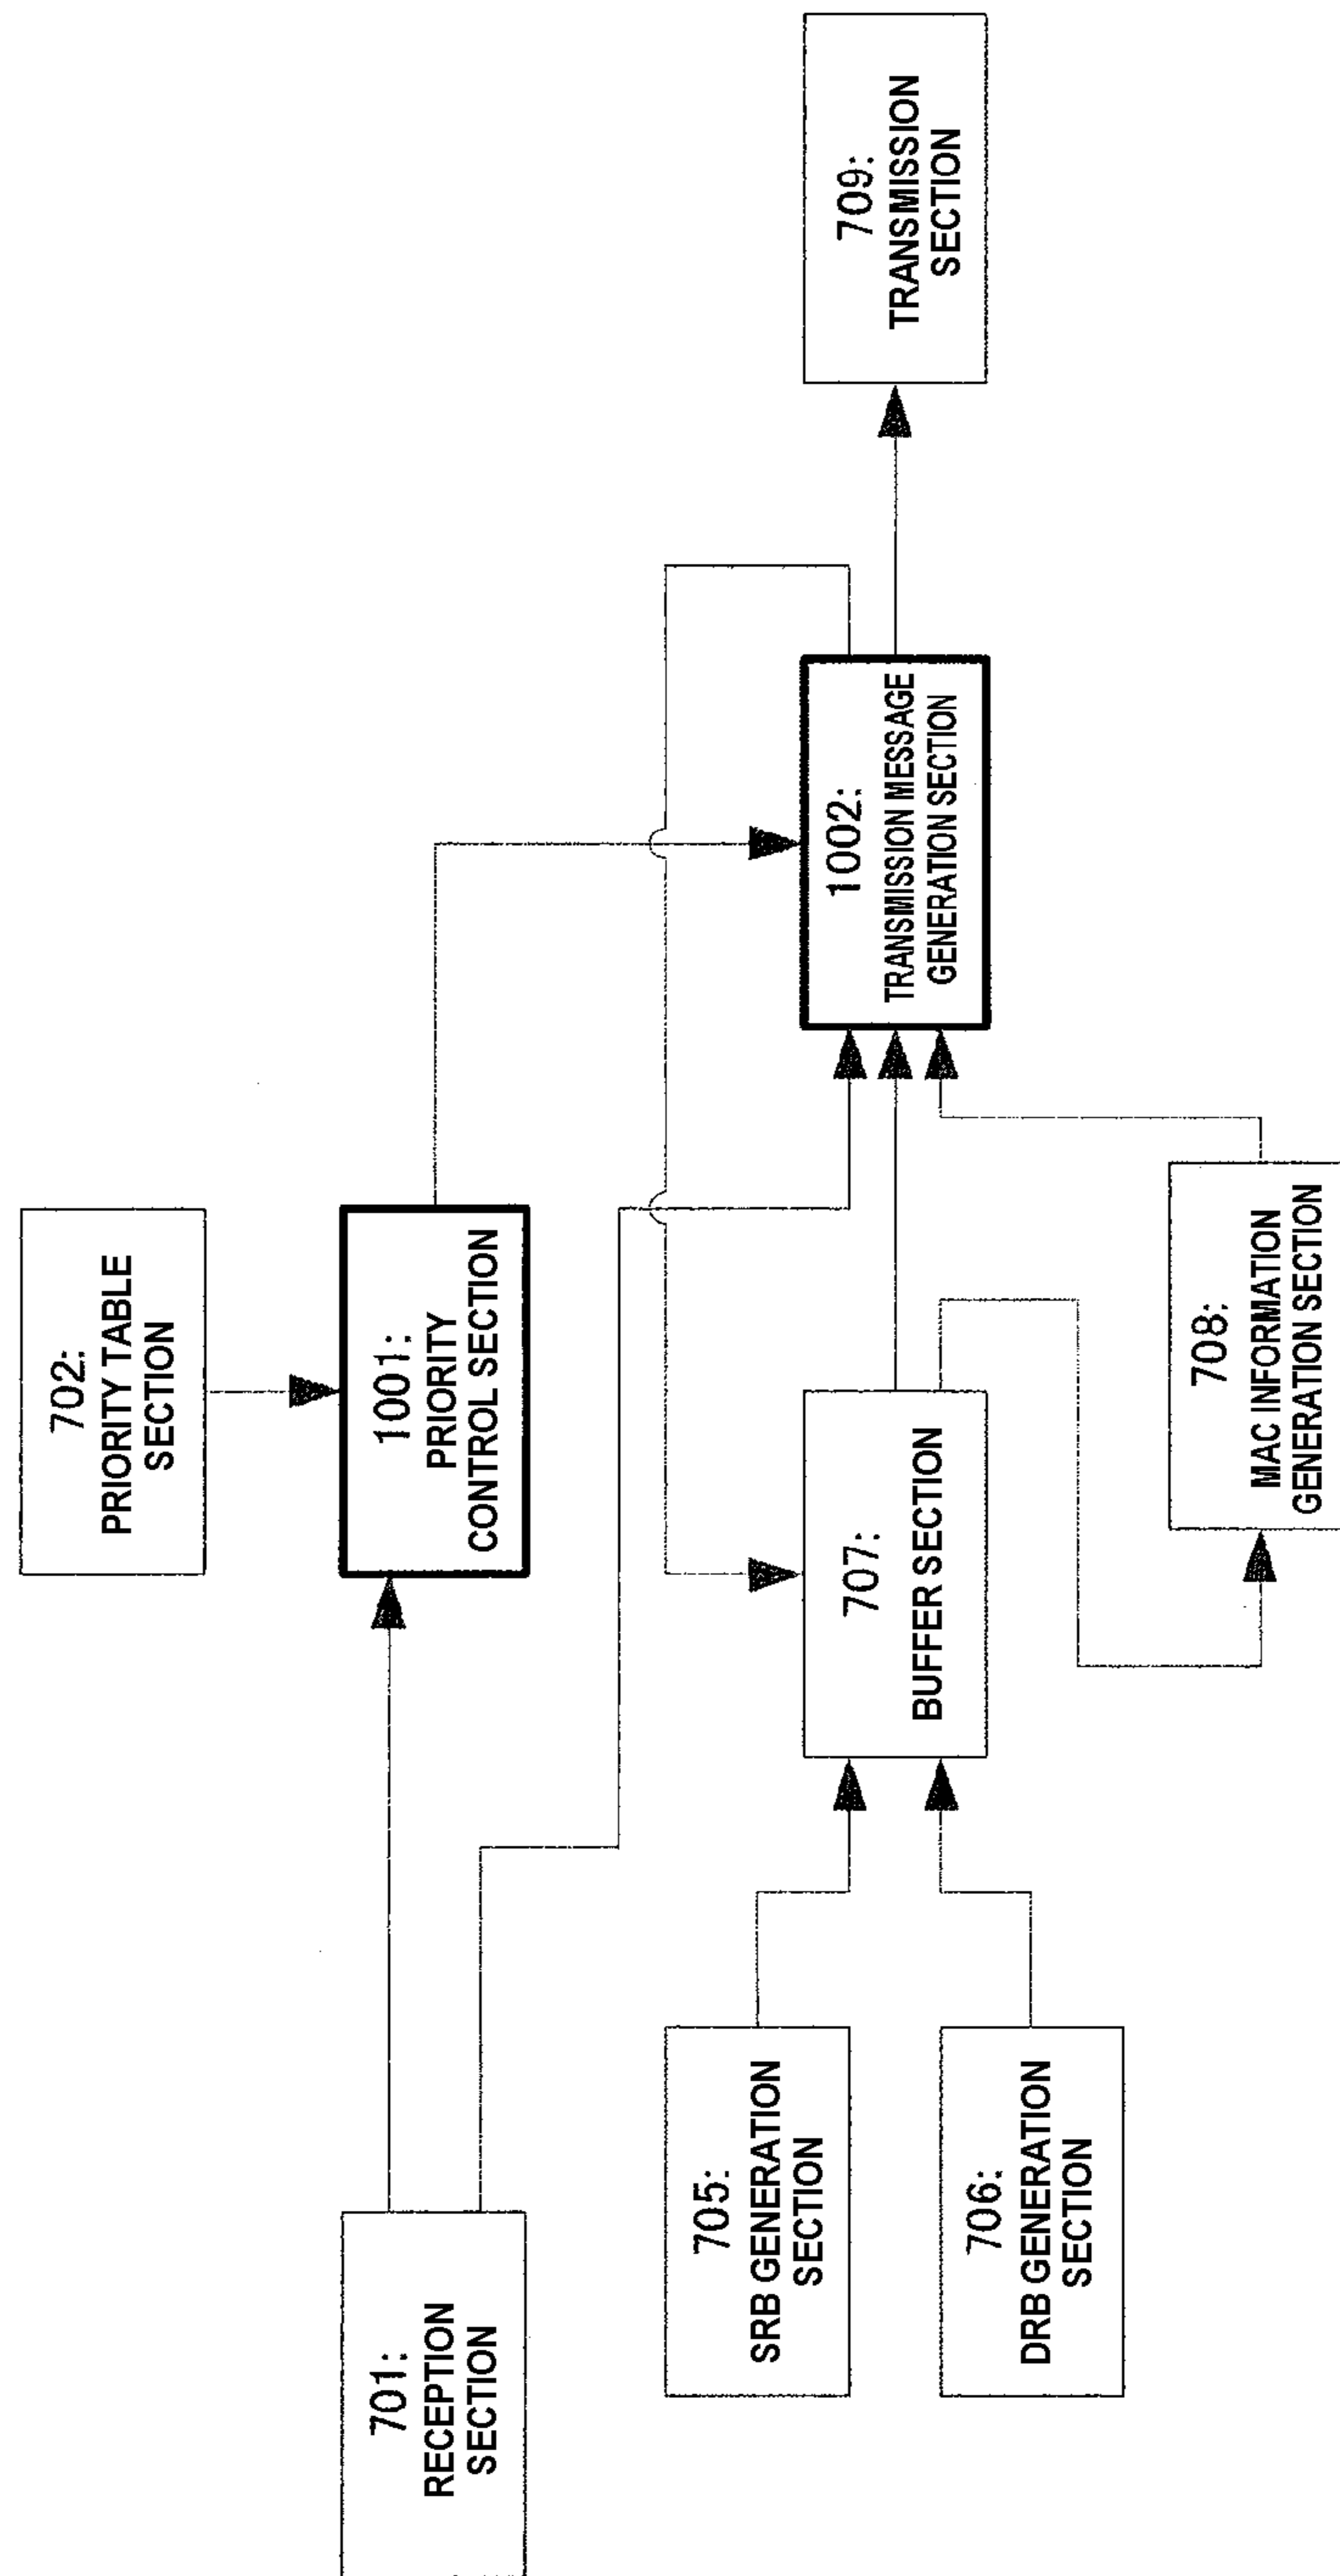 701:
RECEPTION
SECTION
702:
PRIORITY TABLE
SECTION
1001:
PRIORITY
CONTROL SECTION
705:
SRB GENERATION
SECTION
706:
DRB GENERATION
SECTION
707:
BUFFER SECTION
708:
MAC INFORMATION
GENERATION SECTION
1002:
TRANSMISSION MESSAGE
GENERATION SECTION
709:
TRANSMISSION
SECTION